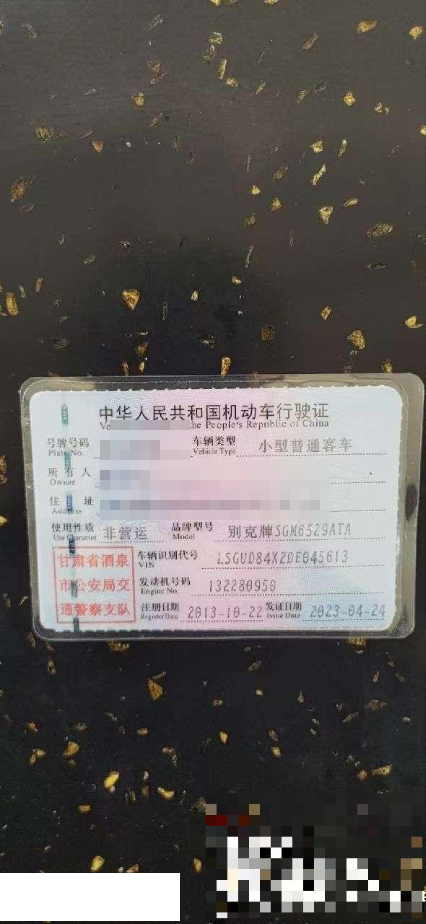 中华人民共和国机动车行驶证
he People's Republic of China
号牌号码 车辆类型 小型普通客车
Plate No. Vehicle Type
所有人
Owner
住址
Address
使用性质 非营运 品牌型号 别克牌SGM6529ATA
Use Character Model
甘肃省酒泉
市公安局交
通警察支队
车辆识别代号 LSGUD84X2DE045613
VIN
发动机号码 132280950
Engine No.
注册日期 2013-10-22 发证日期 2023-04-24
Register Date Issue Date